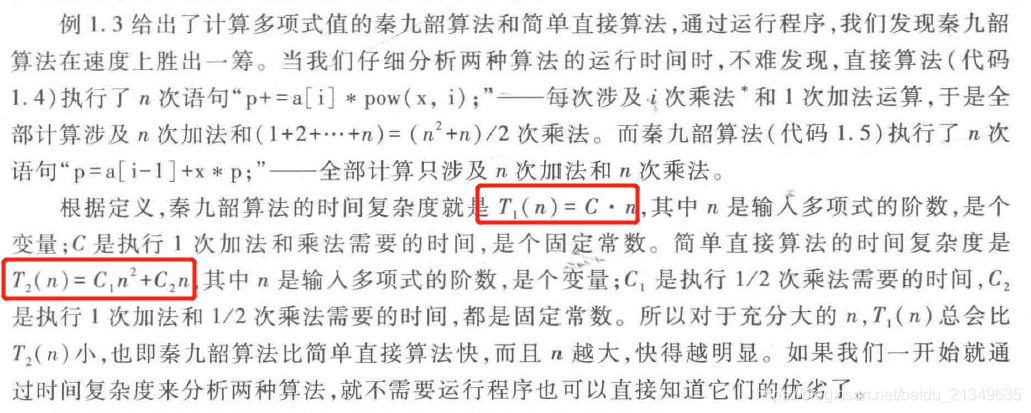 例 1.3 给出了计算多项式值的秦九韶算法和简单直接算法,通过运行程序,我们发现秦九韶
算法在速度上胜出一筹。当我们仔细分析两种算法的运行时间时,不难发现,直接算法(代码
1.4)执行了 n 次语句“p+=a[i]*pow(x, i);”——每次涉及 i 次乘法*和 1 次加法运算,于是全
部计算涉及 n 次加法和(1+2+⋯+n)=(n²+n)/2 次乘法。而秦九韶算法(代码 1.5)执行了 n 次
语句“p=a[i-1]+x*p;”——全部计算只涉及 n 次加法和 n 次乘法。
根据定义,秦九韶算法的时间复杂度就是 T₁(n)=C·n,其中 n 是输入多项式的阶数,是个
变量;C 是执行 1 次加法和乘法需要的时间,是个固定常数。简单直接算法的时间复杂度是
T₂(n)=C₁n²+C₂n,其中 n 是输入多项式的阶数,是个变量;C₁ 是执行 1/2 次乘法需要的时间,C₂
是执行 1 次加法和 1/2 次乘法需要的时间,都是固定常数。所以对于充分大的 n,T₁(n)总会比
T₂(n)小,也即秦九韶算法比简单直接算法快,而且 n 越大,快得越明显。如果我们一开始就通
过时间复杂度来分析两种算法,就不需要运行程序也可以直接知道它们的优劣了。
https://blog.csdn.net/baidu_21349635